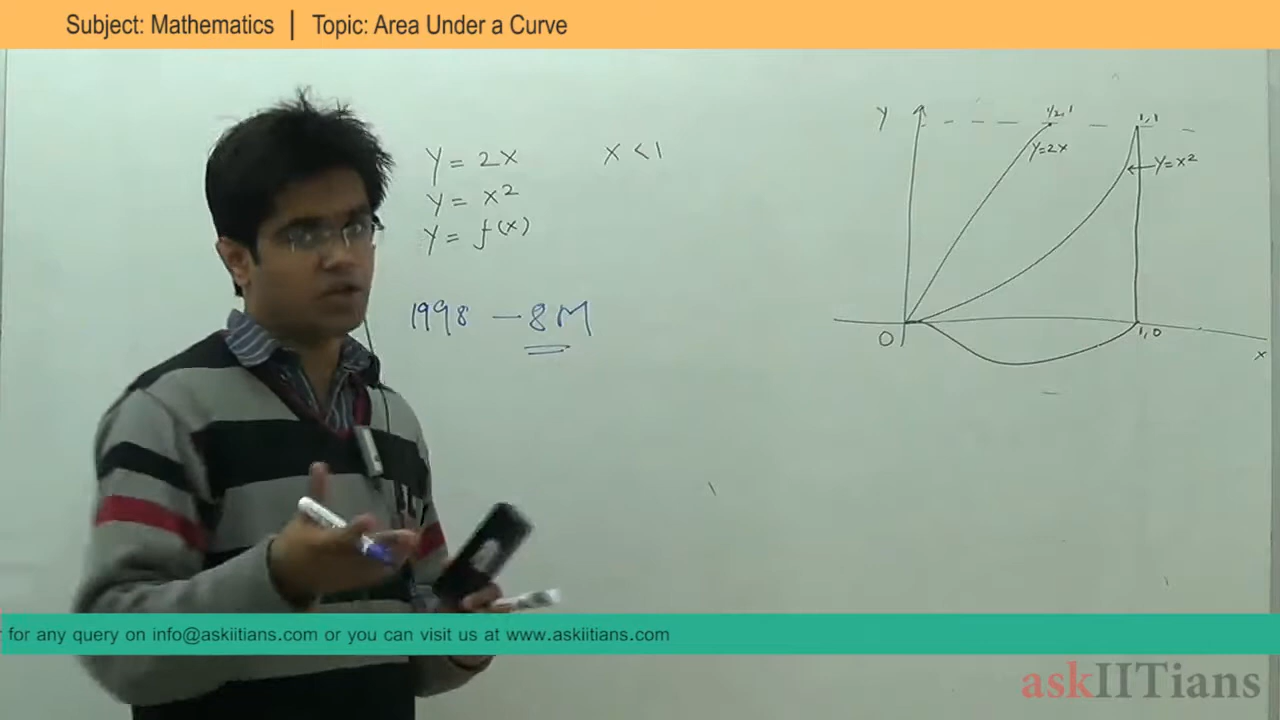 Subject: Mathematics | Topic: Area Under a Curve
y = 2x x < 1
y = x²
y = f(x)
1998 – 8M
Y
½, 1
1, 1
y=2x
y=x²
O
1, 0
x
for any query on info@askiitians.com or you can visit us at www.askiitians.com
askIITians